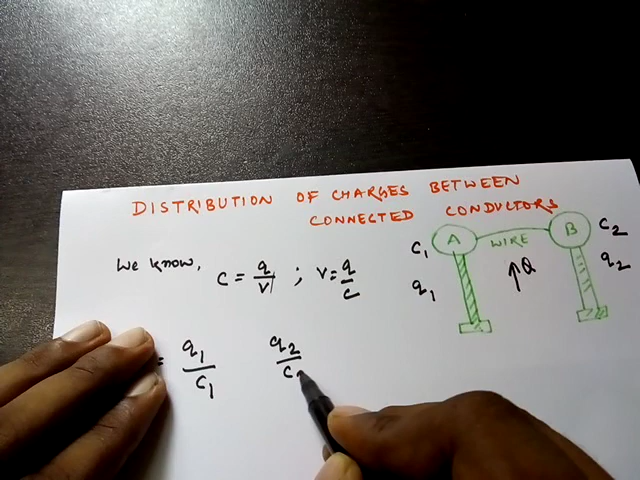 DISTRIBUTION OF CHARGES BETWEEN
CONNECTED CONDUCTORS
We know, C = q/V ; V = q/C
C₁ A WIRE B C₂
q₁ ↑Q q₂
= q₁/C₁ q₂/C